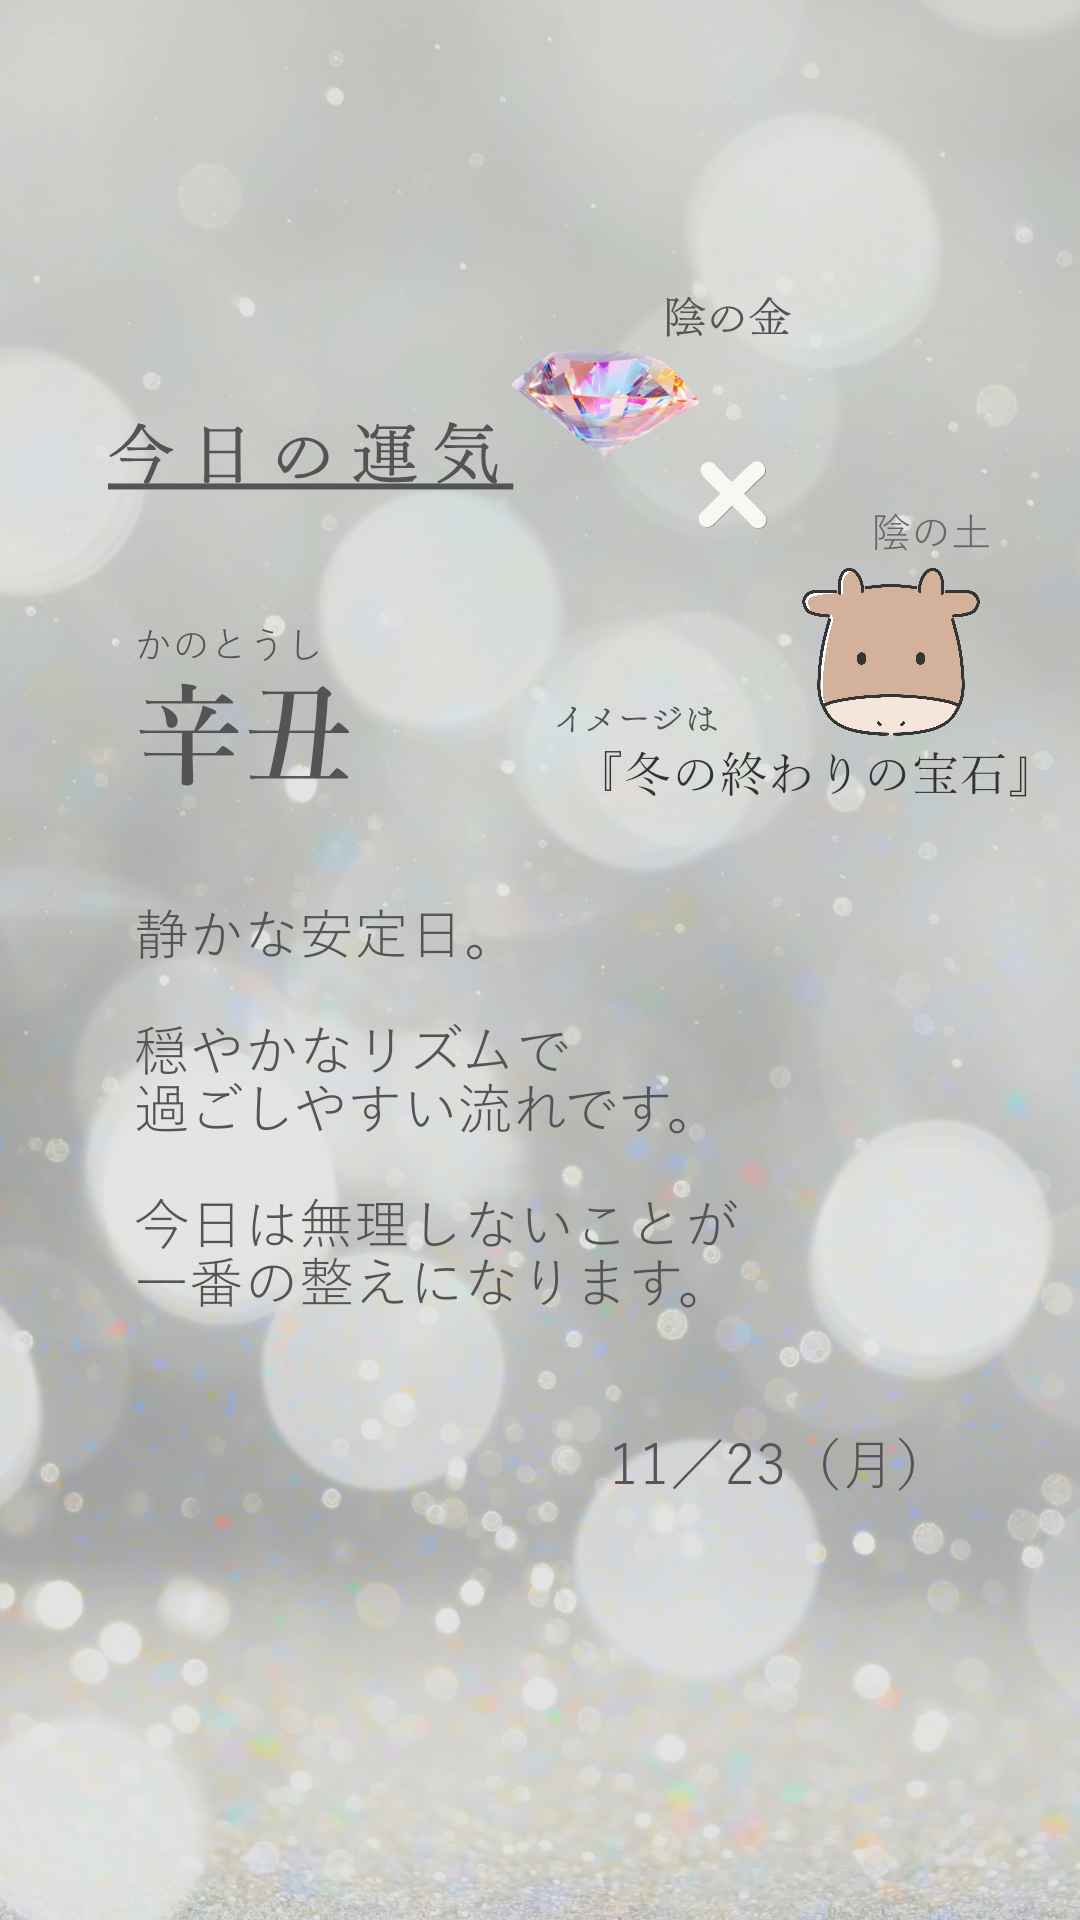 陰の金
今日の運気
陰の土
かのとうし
辛丑
イメージは
『冬の終わりの宝石』
静かな安定日。
穏やかなリズムで
過ごしやすい流れです。
今日は無理しないことが
一番の整えになります。
11／23（月）